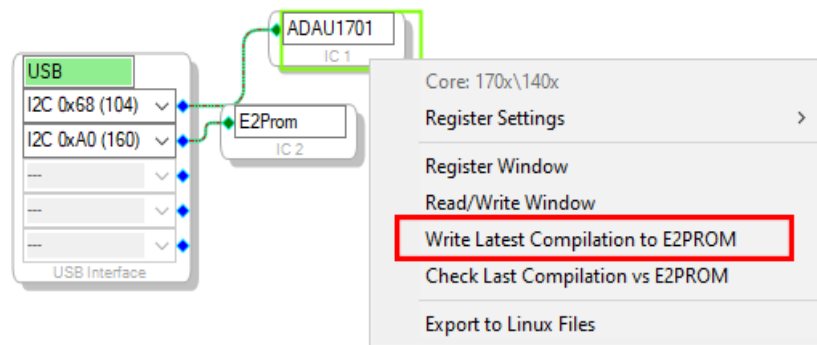 ADAU1701
IC 1
USB
I2C 0x68 (104)
I2C 0xA0 (160)
---
---
---
USB Interface
E2Prom
IC 2
Core: 170x\140x
Register Settings
Register Window
Read/Write Window
Write Latest Compilation to E2PROM
Check Last Compilation vs E2PROM
Export to Linux Files